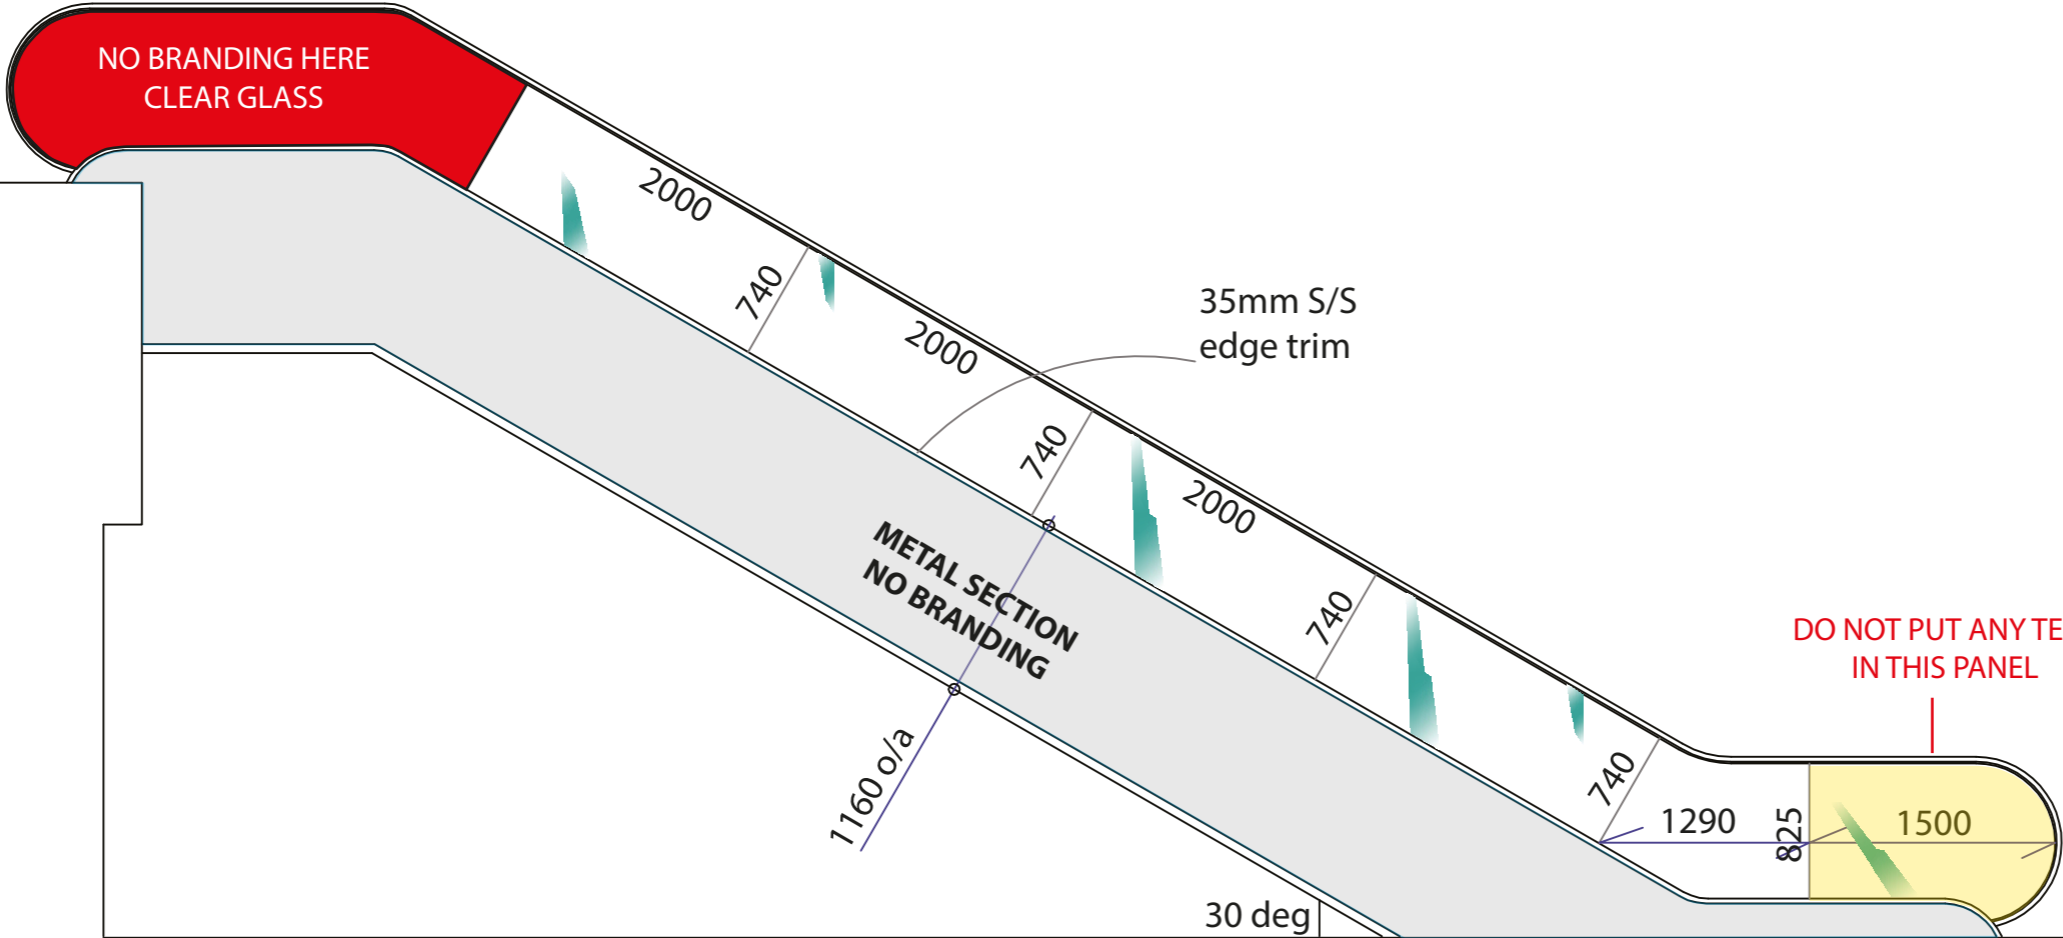 NO BRANDING HERE
CLEAR GLASS
2000
740
2000
35mm S/S
edge trim
740
2000
METAL SECTION
NO BRANDING
740
1160 o/a
740
DO NOT PUT ANY TE
IN THIS PANEL
1290
825
1500
30 deg